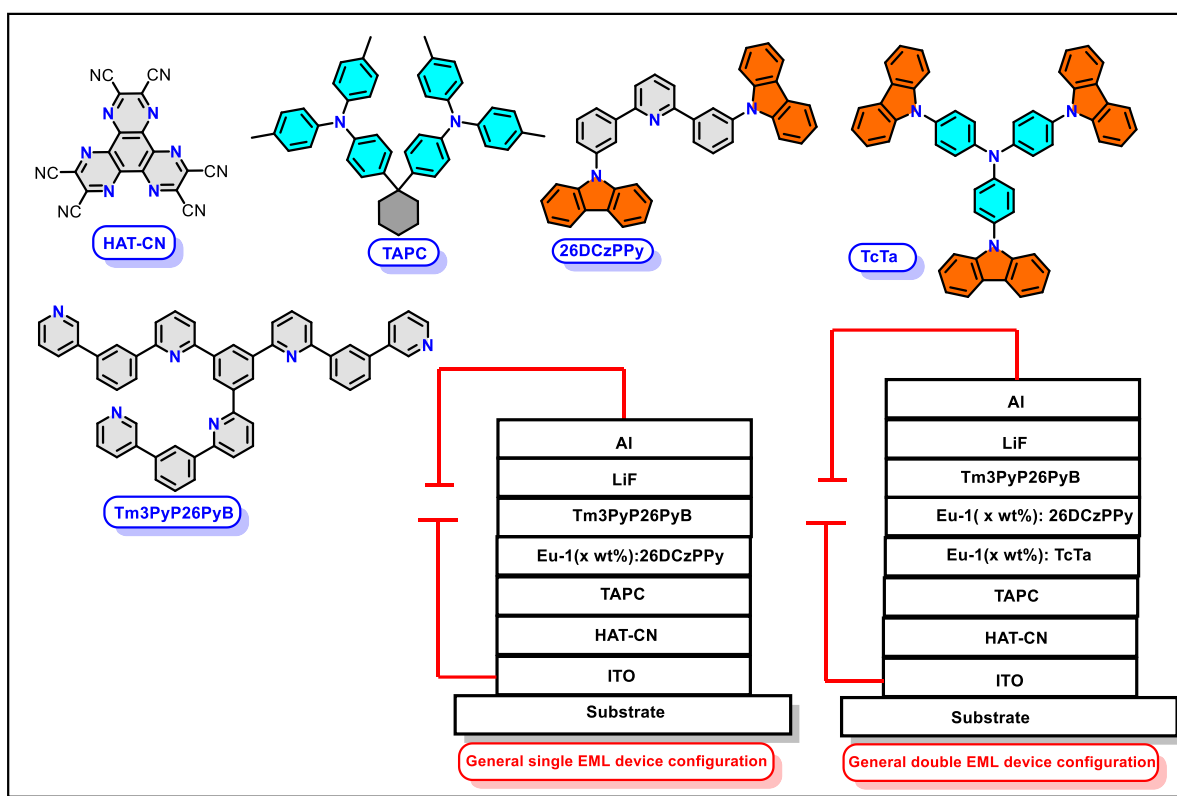 CN
CN
NC
N
N
N
N
N
N
NC
CN
NC
CN
HAT-CN
N
N
TAPC
N
N
N
26DCzPPy
N
N
N
N
TcTa
N
N
N
N
N
N
Tm3PyP26PyB
Al
LiF
Tm3PyP26PyB
Eu-1(x wt%):26DCzPPy
TAPC
HAT-CN
ITO
Substrate
General single EML device configuration
Al
LiF
Tm3PyP26PyB
Eu-1( x wt%): 26DCzPPy
Eu-1(x wt%): TcTa
TAPC
HAT-CN
ITO
Substrate
General double EML device configuration